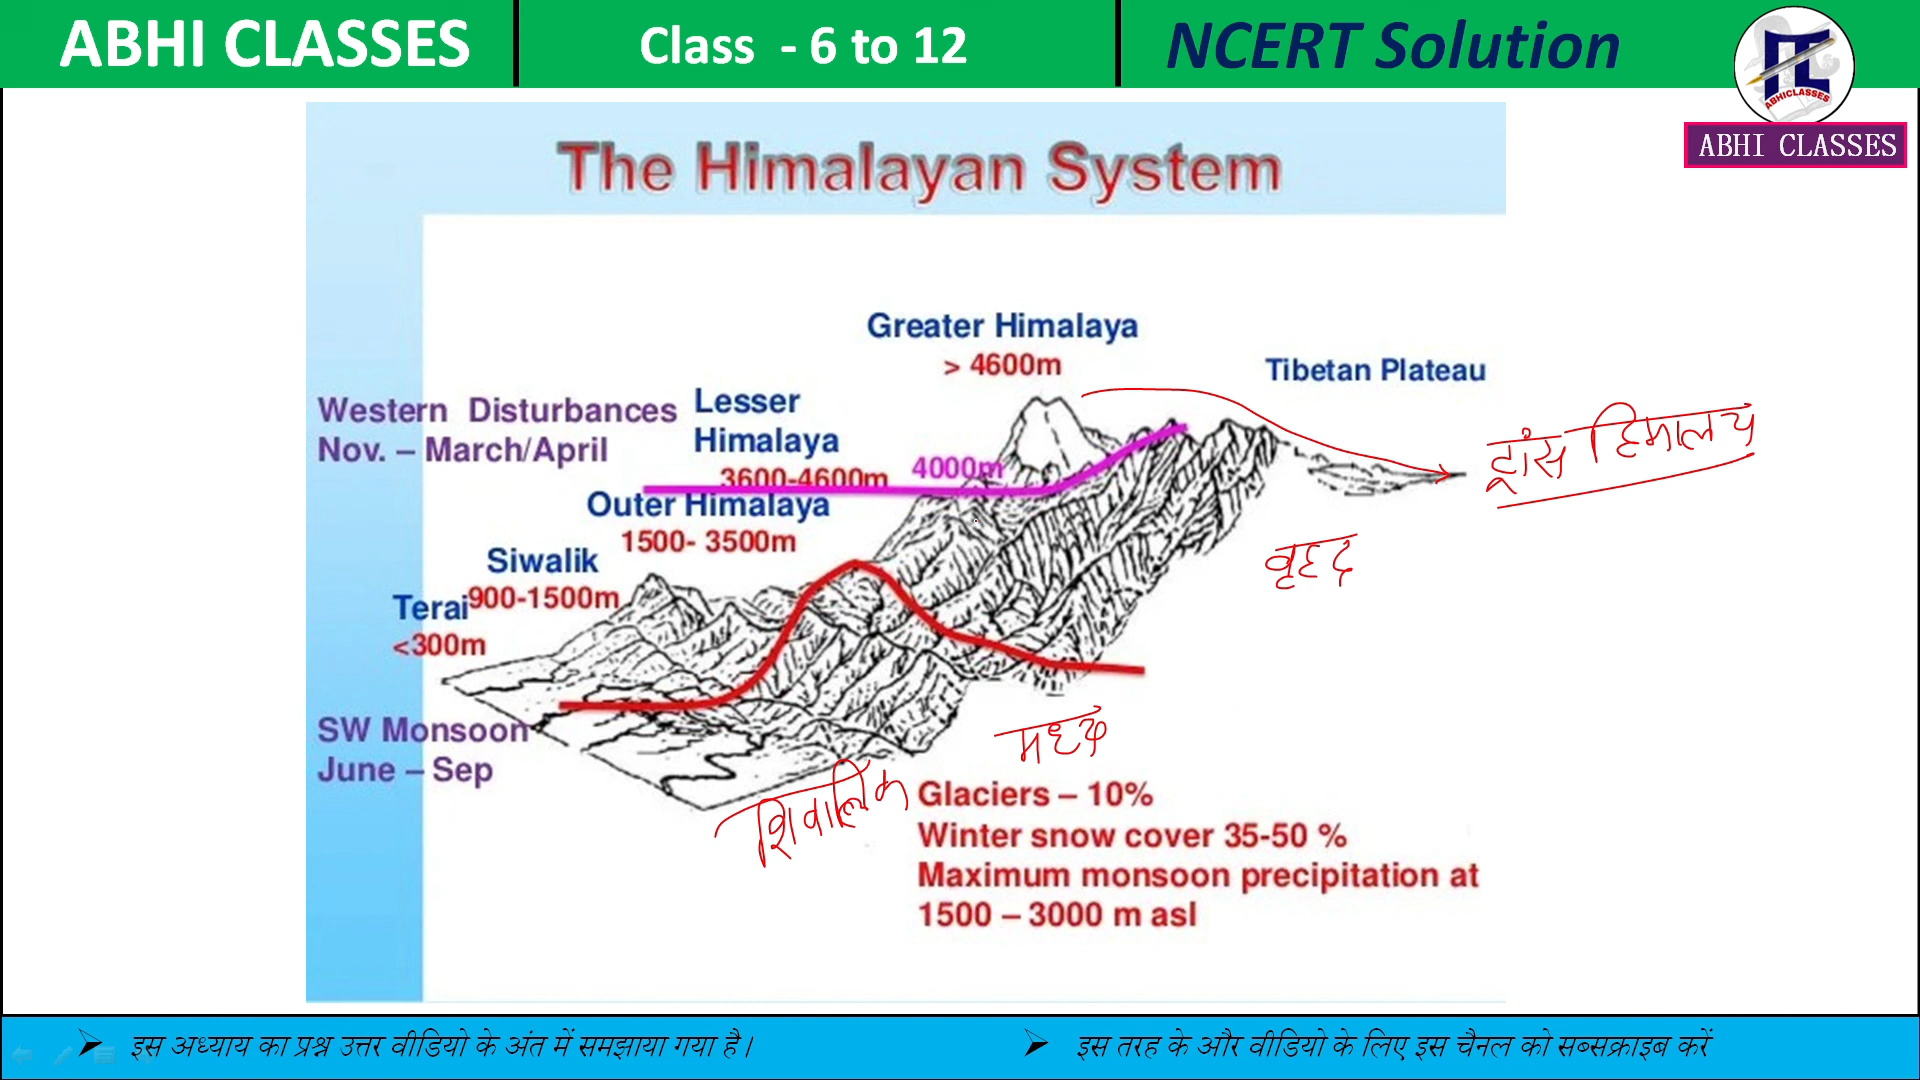 ABHI CLASSES
Class - 6 to 12
NCERT Solution
ABHICLASSES
ABHI CLASSES
The Himalayan System
Greater Himalaya
> 4600m
Tibetan Plateau
Western Disturbances
Nov. – March/April
Lesser
Himalaya
3600-4600m
4000m
ट्रांस हिमालय
Outer Himalaya
1500- 3500m
Siwalik
900-1500m
Terai
<300m
वृहद
SW Monsoon
June – Sep
मध्य
शिवालिक
Glaciers – 10%
Winter snow cover 35-50 %
Maximum monsoon precipitation at
1500 – 3000 m asl
➢ इस अध्याय का प्रश्न उत्तर वीडियो के अंत में समझाया गया है।
➢ इस तरह के और वीडियो के लिए इस चैनल को सब्सक्राइब करें